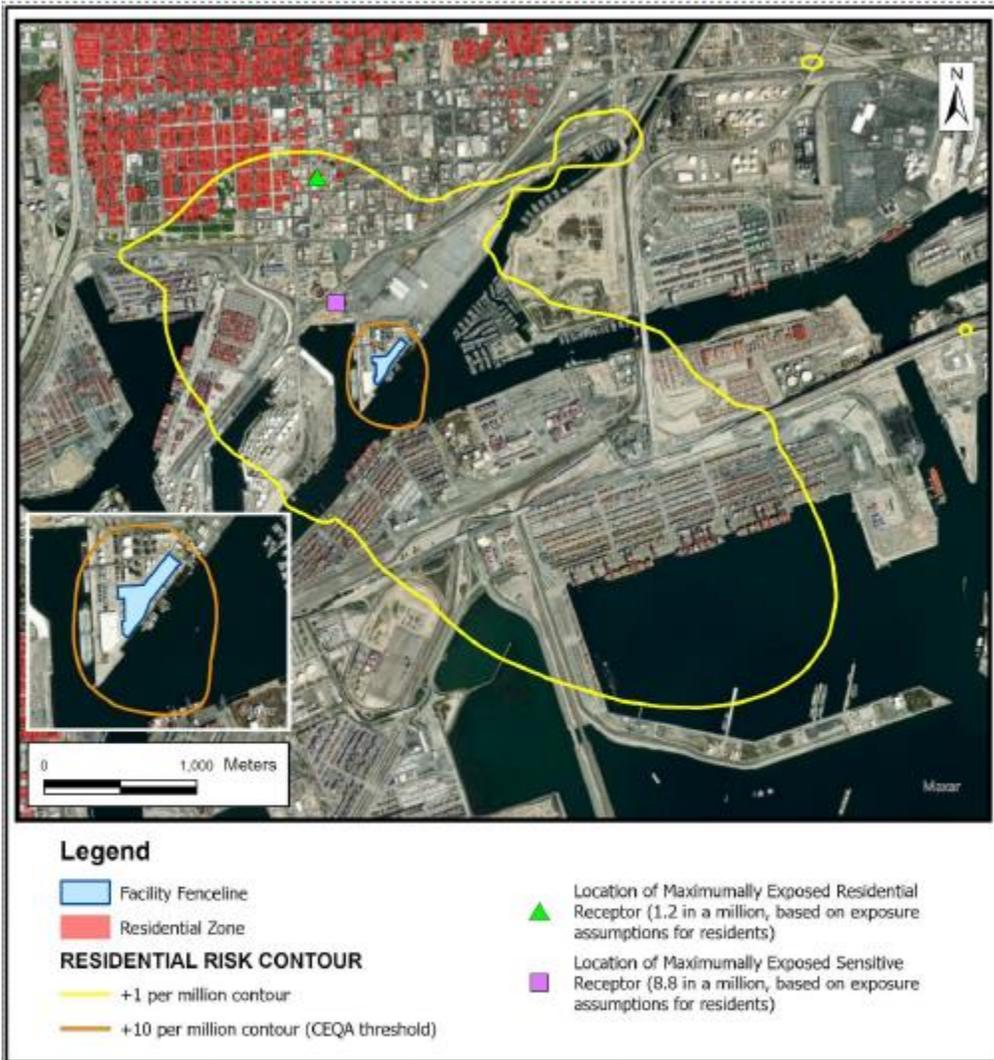 N
Maxar
0 1,000 Meters
Maxar
Legend
Facility Fenceline
Residential Zone
RESIDENTIAL RISK CONTOUR
+1 per million contour
+10 per million contour (CEQA threshold)
Location of Maximumally Exposed Residential
Receptor (1.2 in a million, based on exposure
assumptions for residents)
Location of Maximumally Exposed Sensitive
Receptor (8.8 in a million, based on exposure
assumptions for residents)